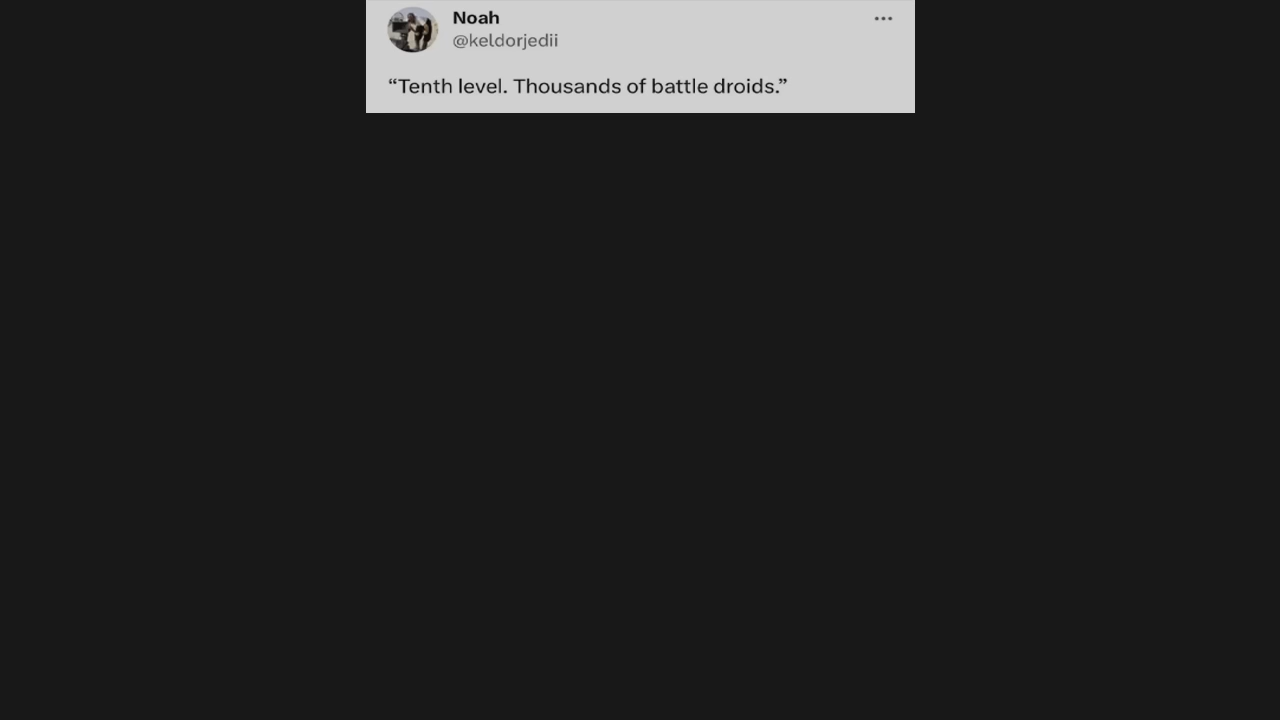 Noah
@keldorjedii
“Tenth level. Thousands of battle droids.”